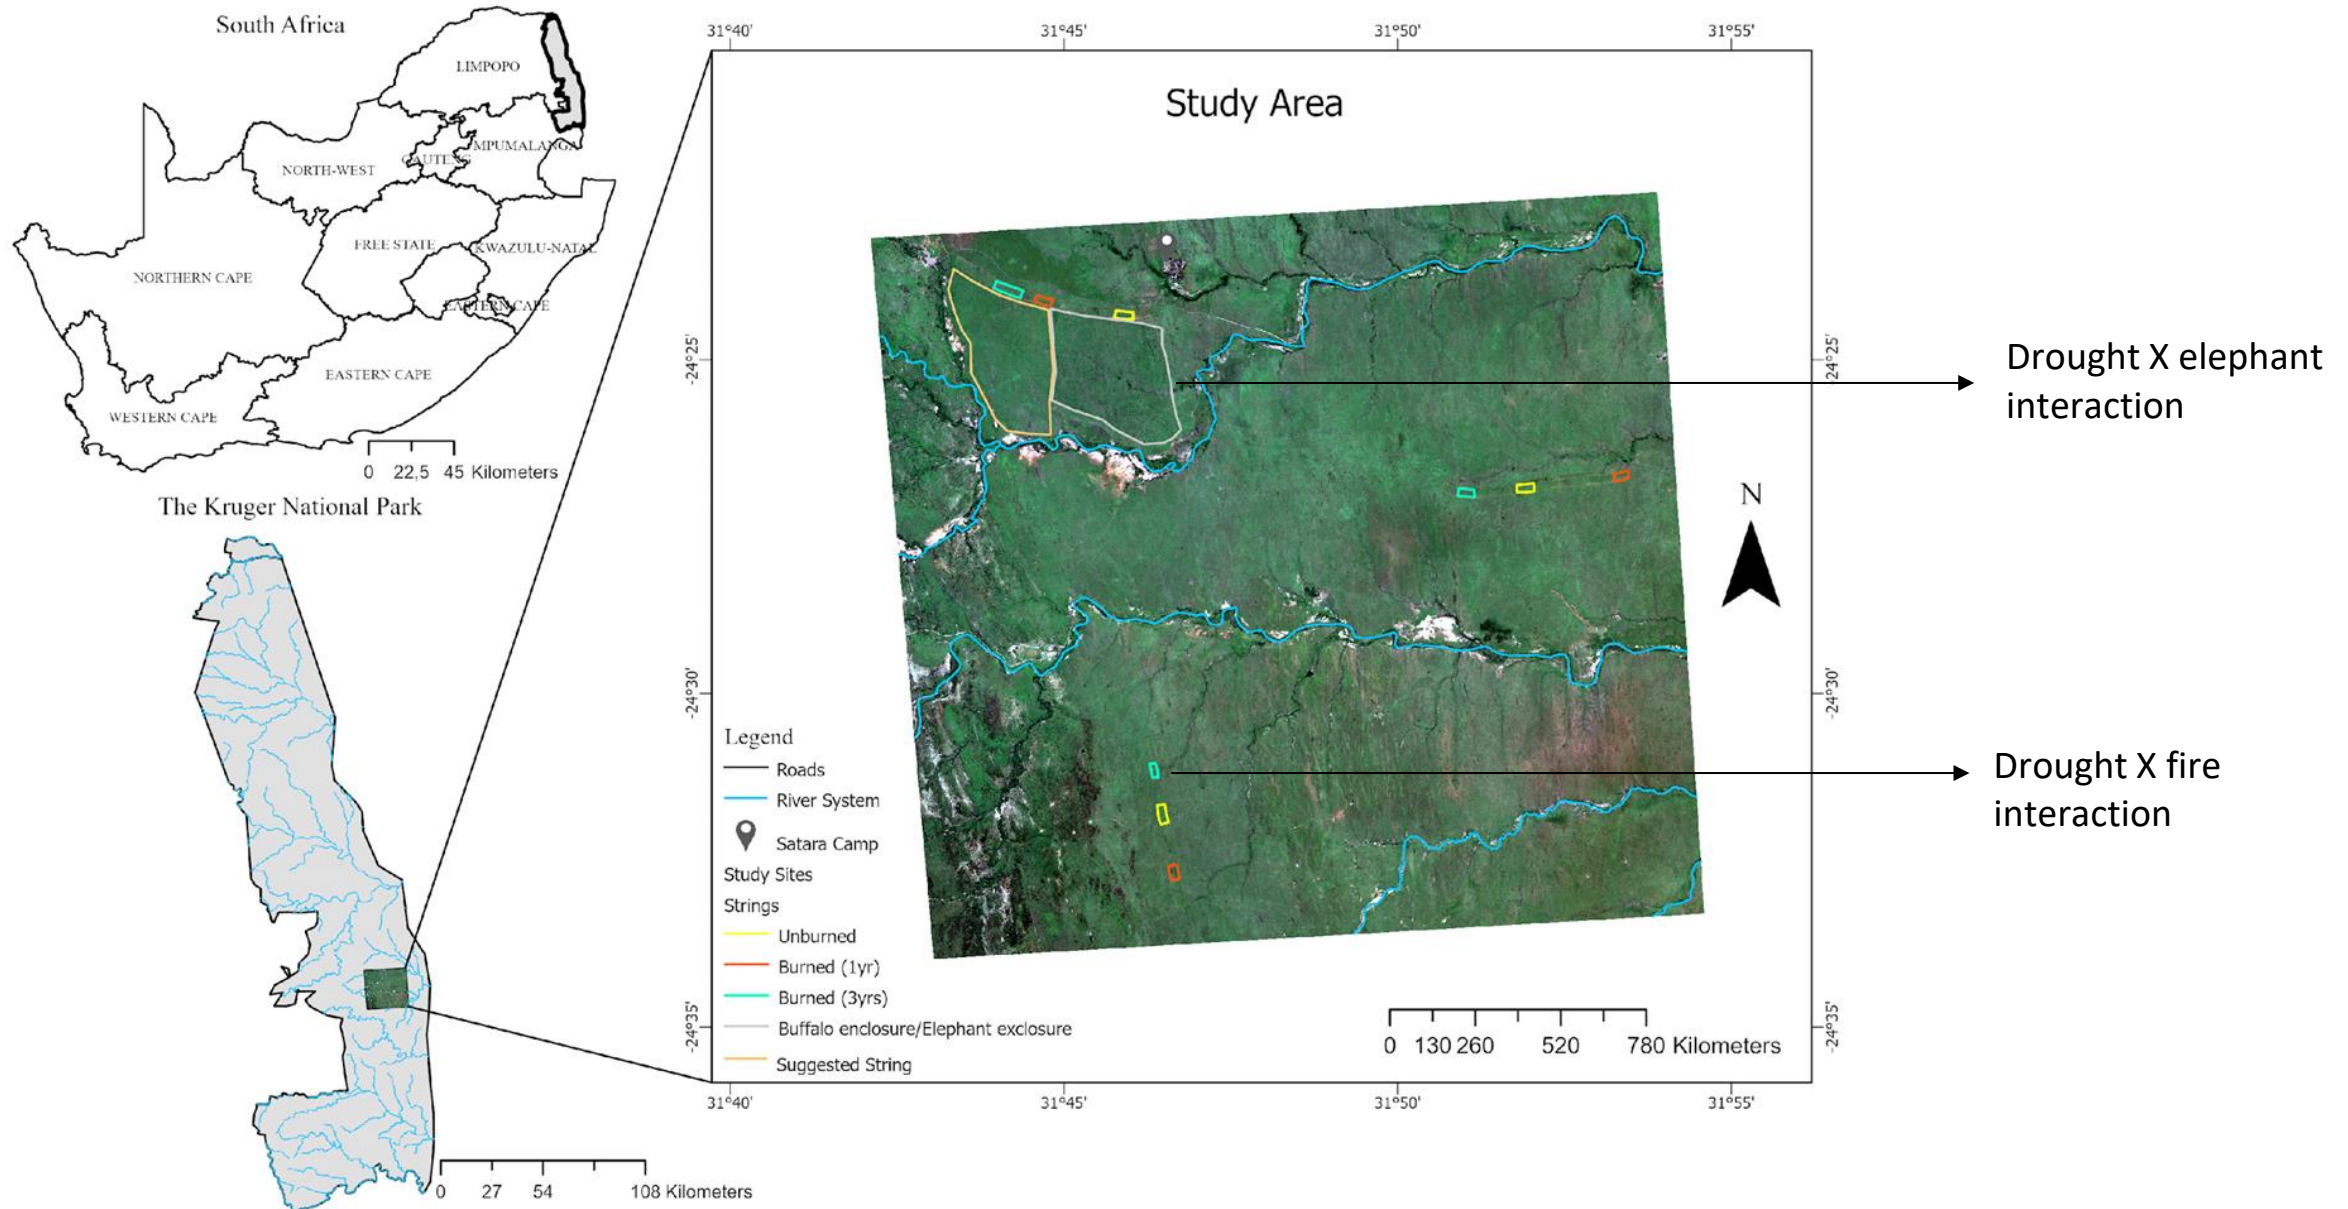 South Africa
LIMPOPO
MPUMALANGA
GAUTENG
NORTH-WEST
FREE STATE
KWAZULU-NATAL
NORTHERN CAPE
EASTERN CAPE
EASTERN CAPE
WESTERN CAPE
0 22,5 45 Kilometers
The Kruger National Park
0 27 54 108 Kilometers
31°40' 31°45' 31°50' 31°55'
Study Area
-24°25' -24°25'
-24°30' -24°30'
-24°35' -24°35'
N
Legend
Roads
River System
Satara Camp
Study Sites
Strings
Unburned
Burned (1yr)
Burned (3yrs)
Buffalo enclosure/Elephant exclosure
Suggested String
0 130 260 520 780 Kilometers
31°40' 31°45' 31°50' 31°55'
Drought X elephant
interaction
Drought X fire
interaction